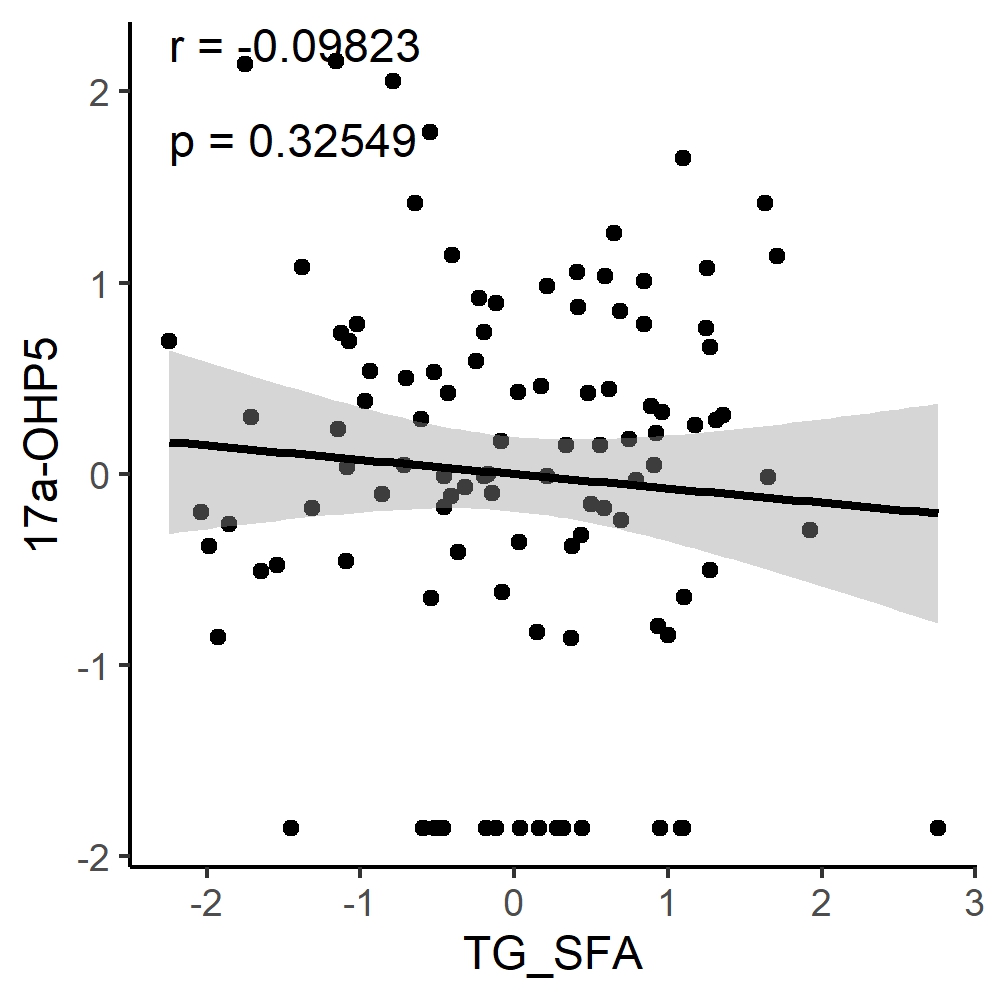 r = -0.09823
p = 0.32549
2
1
0
-1
-2
17a-OHP5
-2 -1 0 1 2 3
TG_SFA